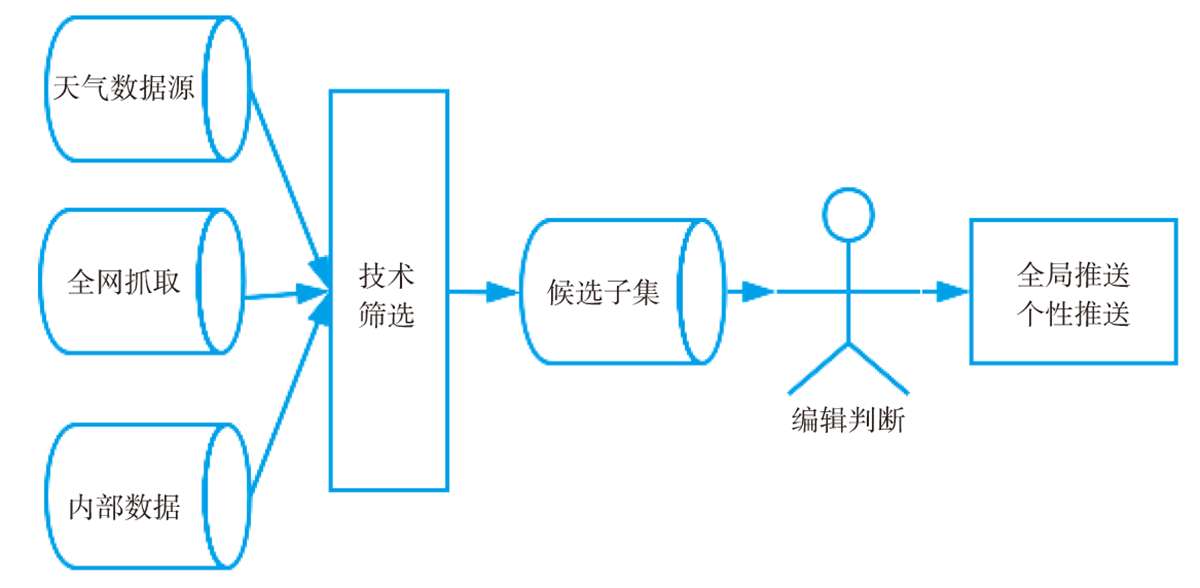 天气数据源
全网抓取
内部数据
技术
筛选
候选子集
编辑判断
全局推送
个性推送